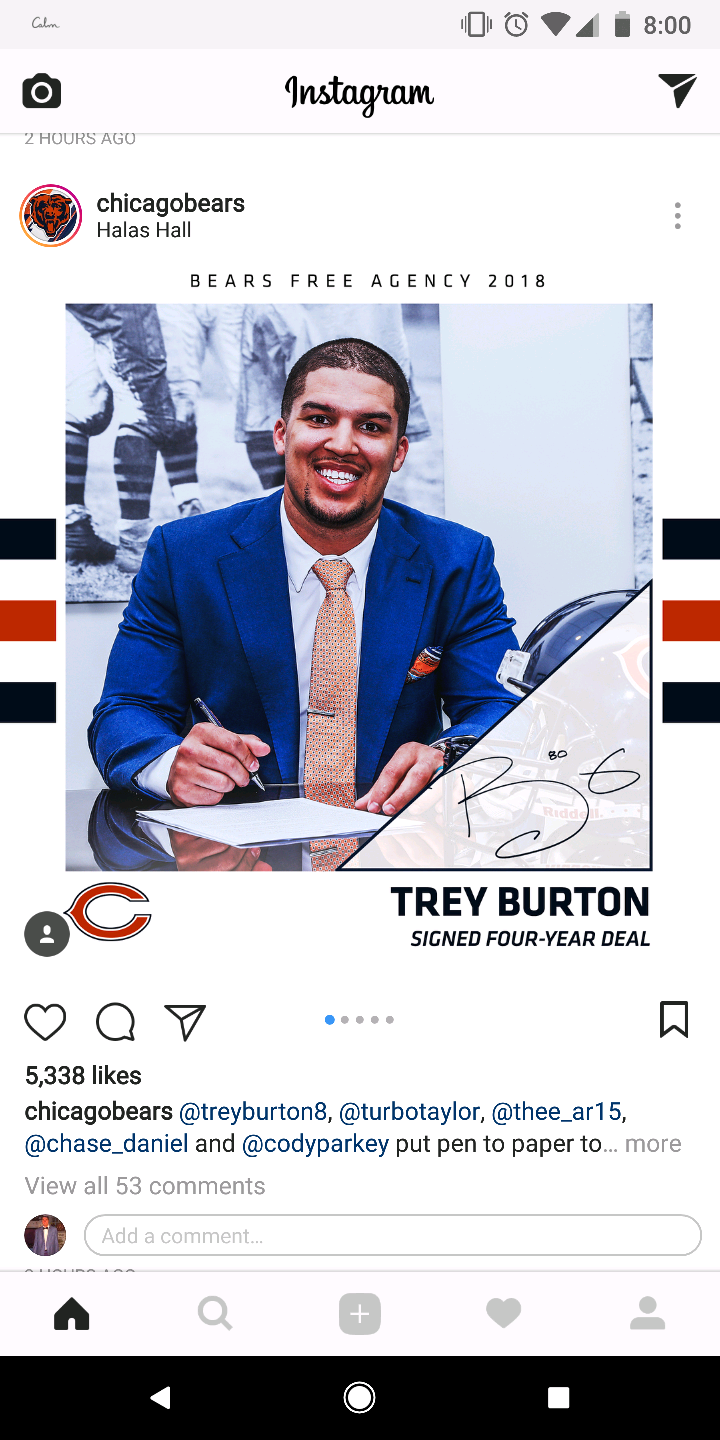 Calm
8:00
Instagram
2 HOURS AGO
chicagobears
Halas Hall
BEARS FREE AGENCY 2018
80
Riddell
TREY BURTON
SIGNED FOUR-YEAR DEAL
5,338 likes
chicagobears @treyburton8, @turbotaylor, @thee_ar15,
@chase_daniel and @codyparkey put pen to paper to... more
View all 53 comments
Add a comment...